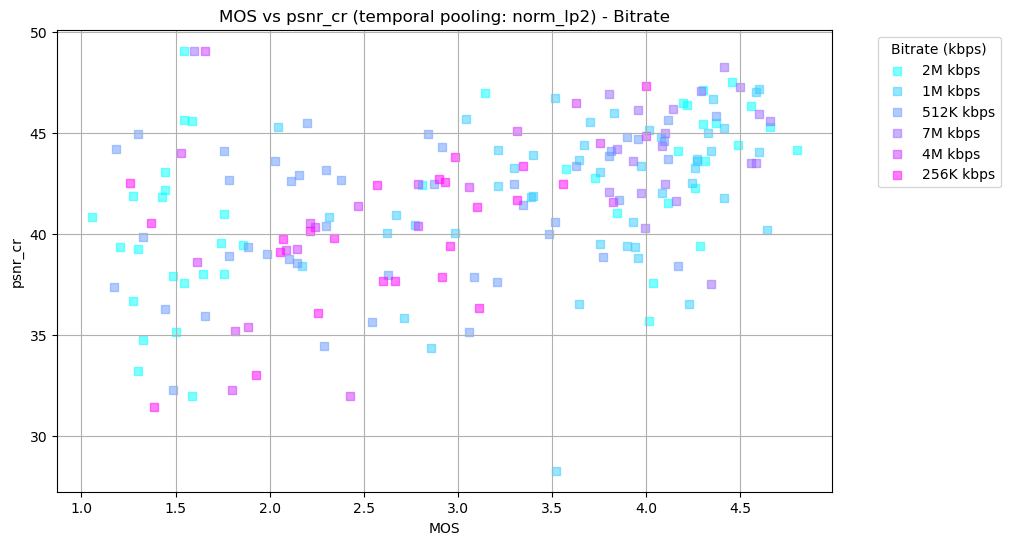 MOS vs psnr_cr (temporal pooling: norm_lp2) - Bitrate
50
45
40
35
30
psnr_cr
1.0 1.5 2.0 2.5 3.0 3.5 4.0 4.5
MOS
Bitrate (kbps)
2M kbps
1M kbps
512K kbps
7M kbps
4M kbps
256K kbps